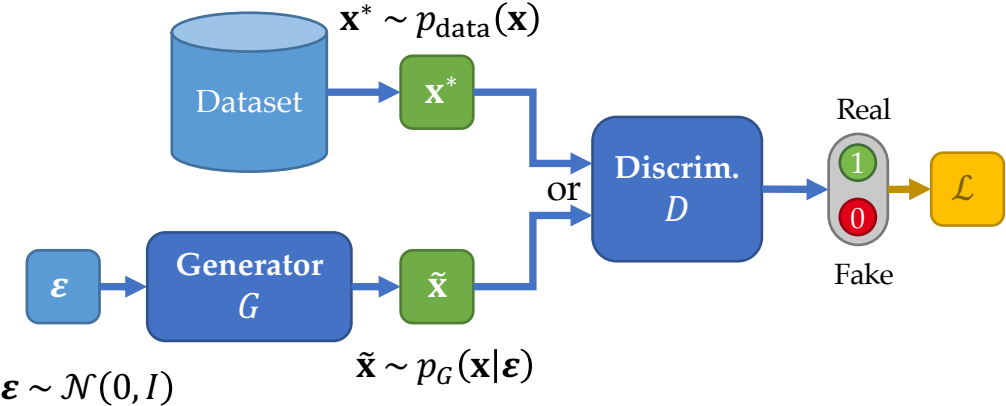 𝐱* ~ p_data(𝐱)
Dataset
𝐱*
Real
Discrim.
D
1
ℒ
or
0
Generator
G
𝛆
𝐱̃
Fake
𝐱̃ ~ p_G(𝐱|𝛆)
𝛆 ~ 𝒩(0, I)